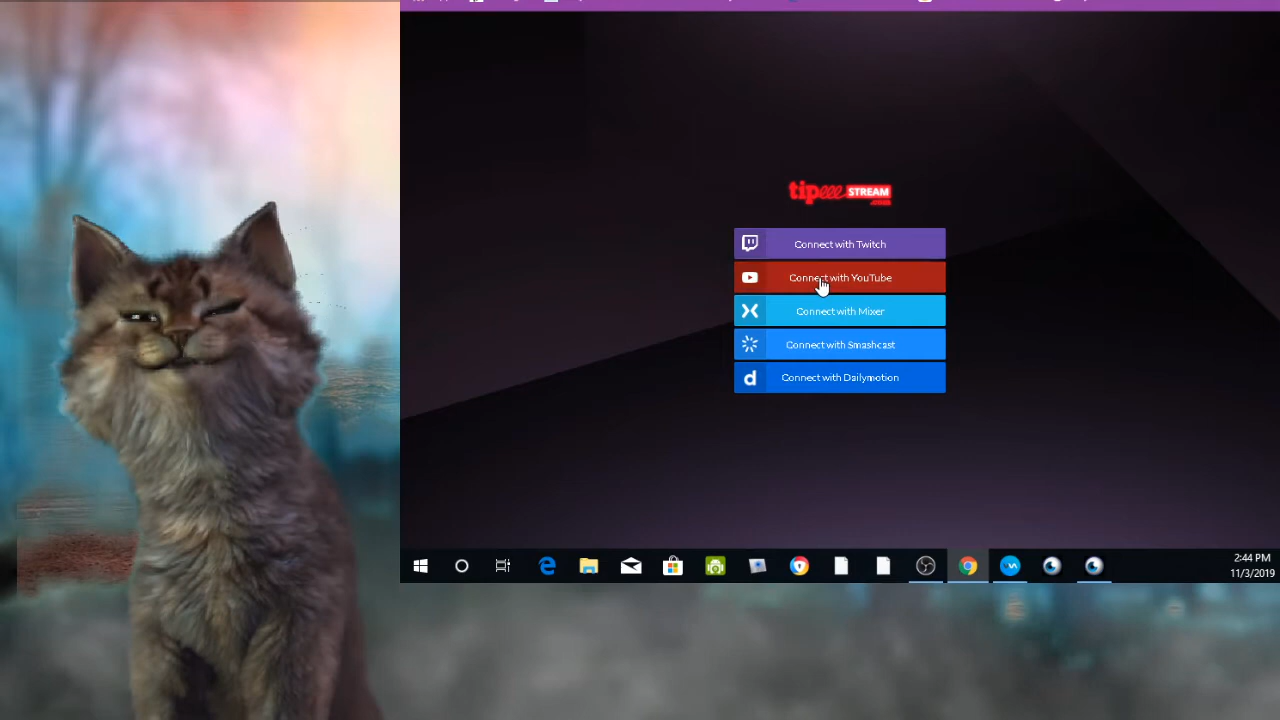 tipeee STREAM
.com
Connect with Twitch
Connect with YouTube
Connect with Mixer
Connect with Smashcast
d Connect with Dailymotion
2:44 PM
11/3/2019